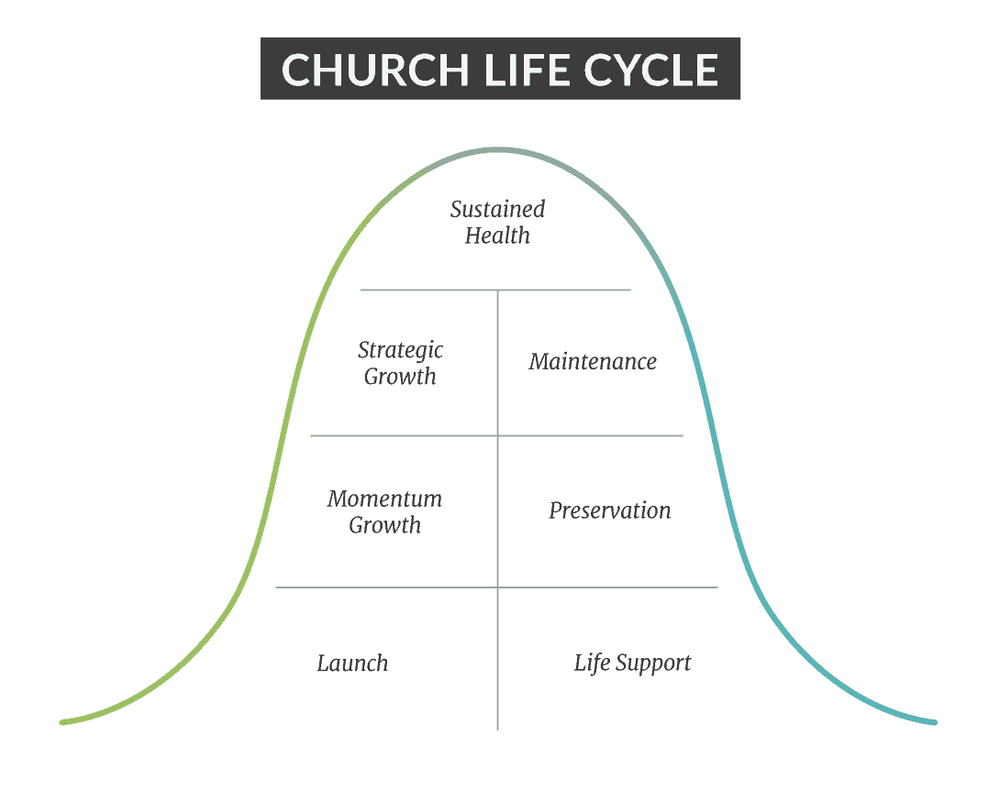 CHURCH LIFE CYCLE
Sustained
Health
Strategic
Growth
Maintenance
Momentum
Growth
Preservation
Launch
Life Support